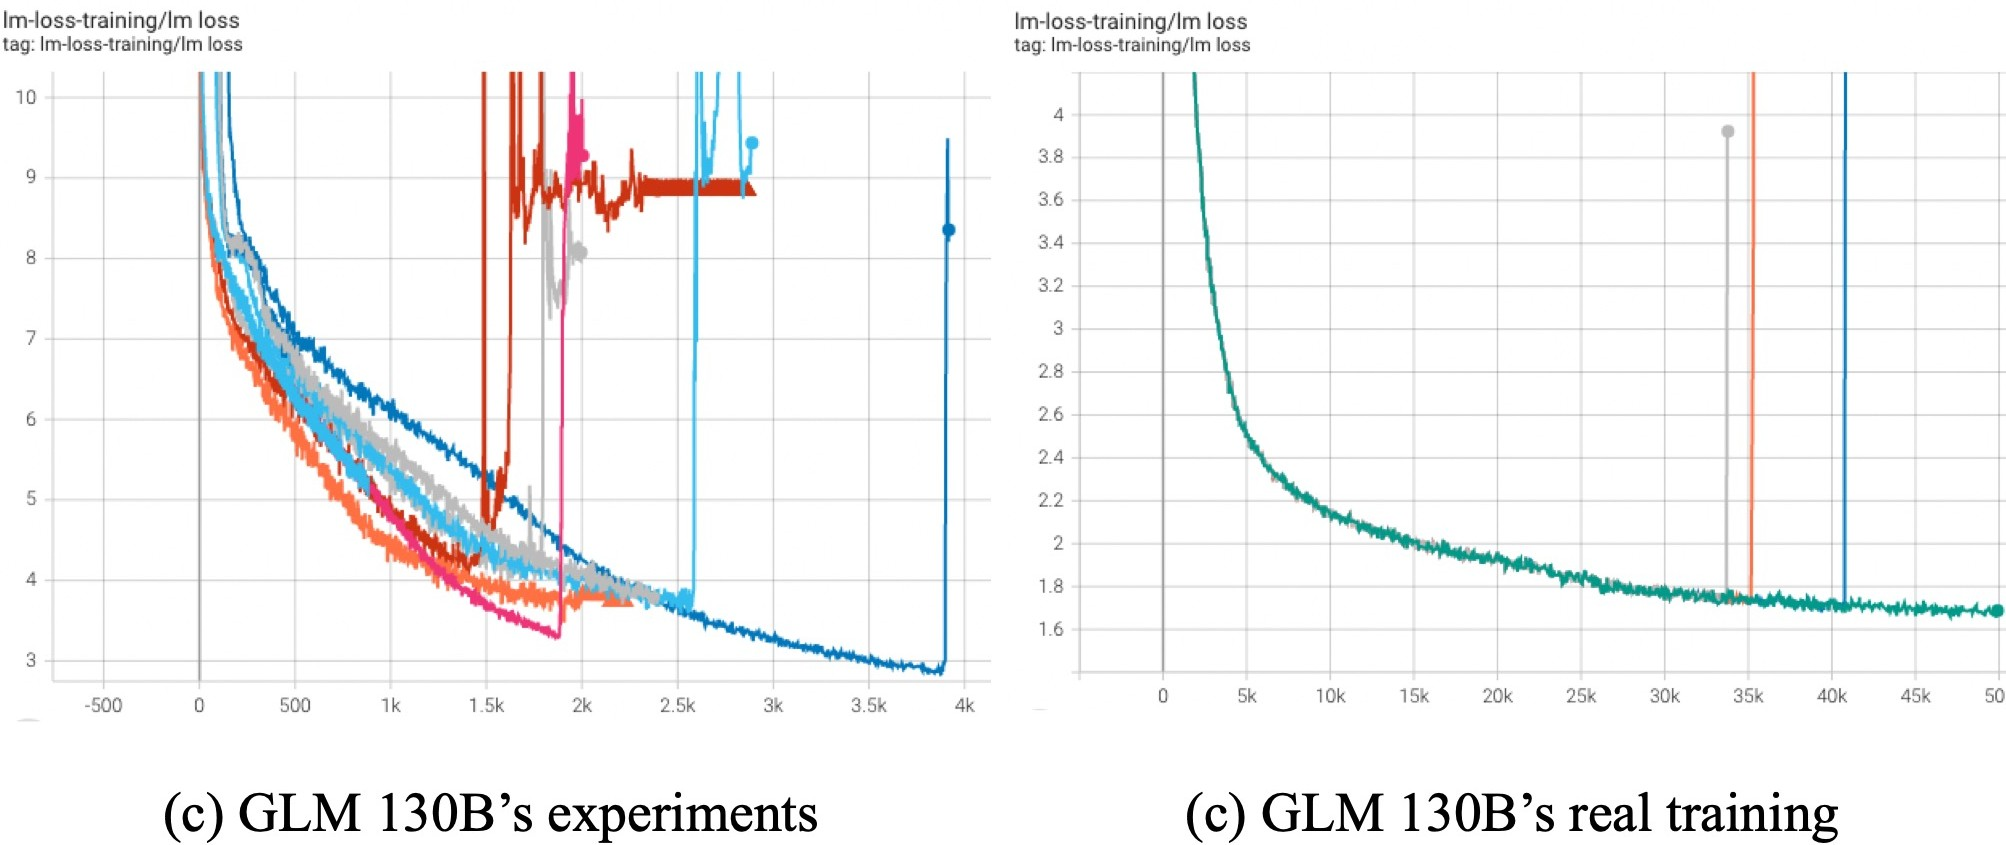 lm-loss-training/lm loss
tag: lm-loss-training/lm loss
10
9
8
7
6
5
4
3
-500
0
500
1k
1.5k
2k
2.5k
3k
3.5k
4k
(c) GLM 130B’s experiments
lm-loss-training/lm loss
tag: lm-loss-training/lm loss
4
3.8
3.6
3.4
3.2
3
2.8
2.6
2.4
2.2
2
1.8
1.6
0
5k
10k
15k
20k
25k
30k
35k
40k
45k
50
(c) GLM 130B’s real training